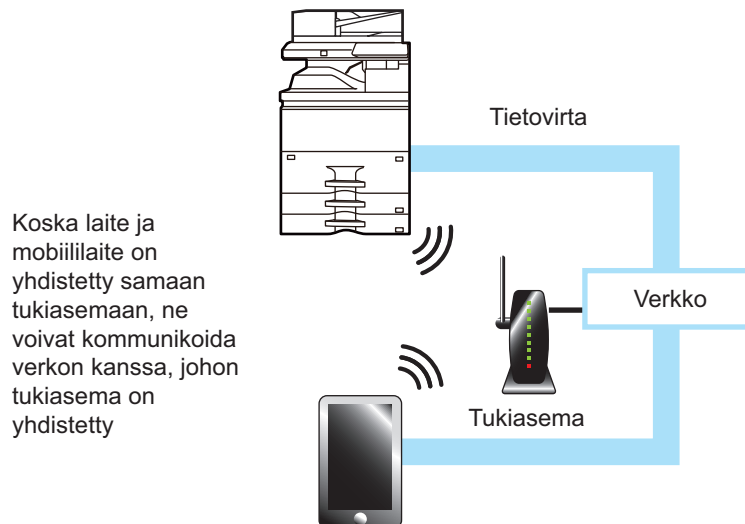 Tietovirta
Koska laite ja
mobiililaite on
yhdistetty samaan
tukiasemaan, ne
voivat kommunikoida
verkon kanssa, johon
tukiasema on
yhdistetty
Verkko
Tukiasema